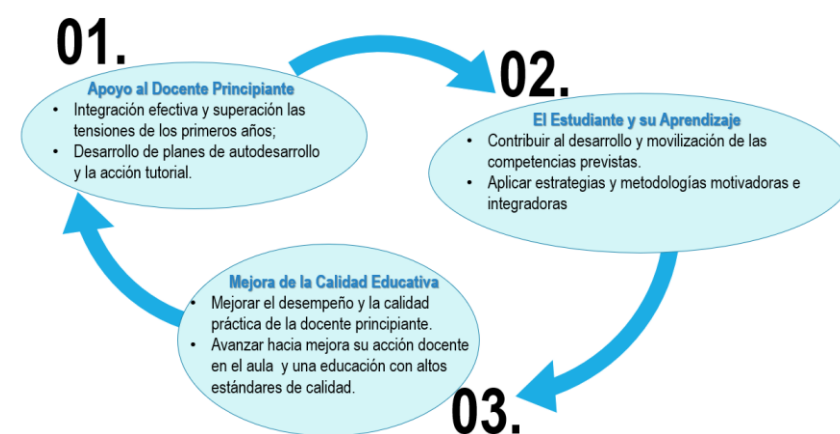 01.
Apoyo al Docente Principiante
• Integración efectiva y superación las
tensiones de los primeros años;
• Desarrollo de planes de autodesarrollo
y la acción tutorial.
02.
El Estudiante y su Aprendizaje
• Contribuir al desarrollo y movilización de las
competencias previstas.
• Aplicar estrategias y metodologías motivadoras e
integradoras
Mejora de la Calidad Educativa
• Mejorar el desempeño y la calidad
práctica de la docente principiante.
• Avanzar hacia mejora su acción docente
en el aula y una educación con altos
estándares de calidad.
03.